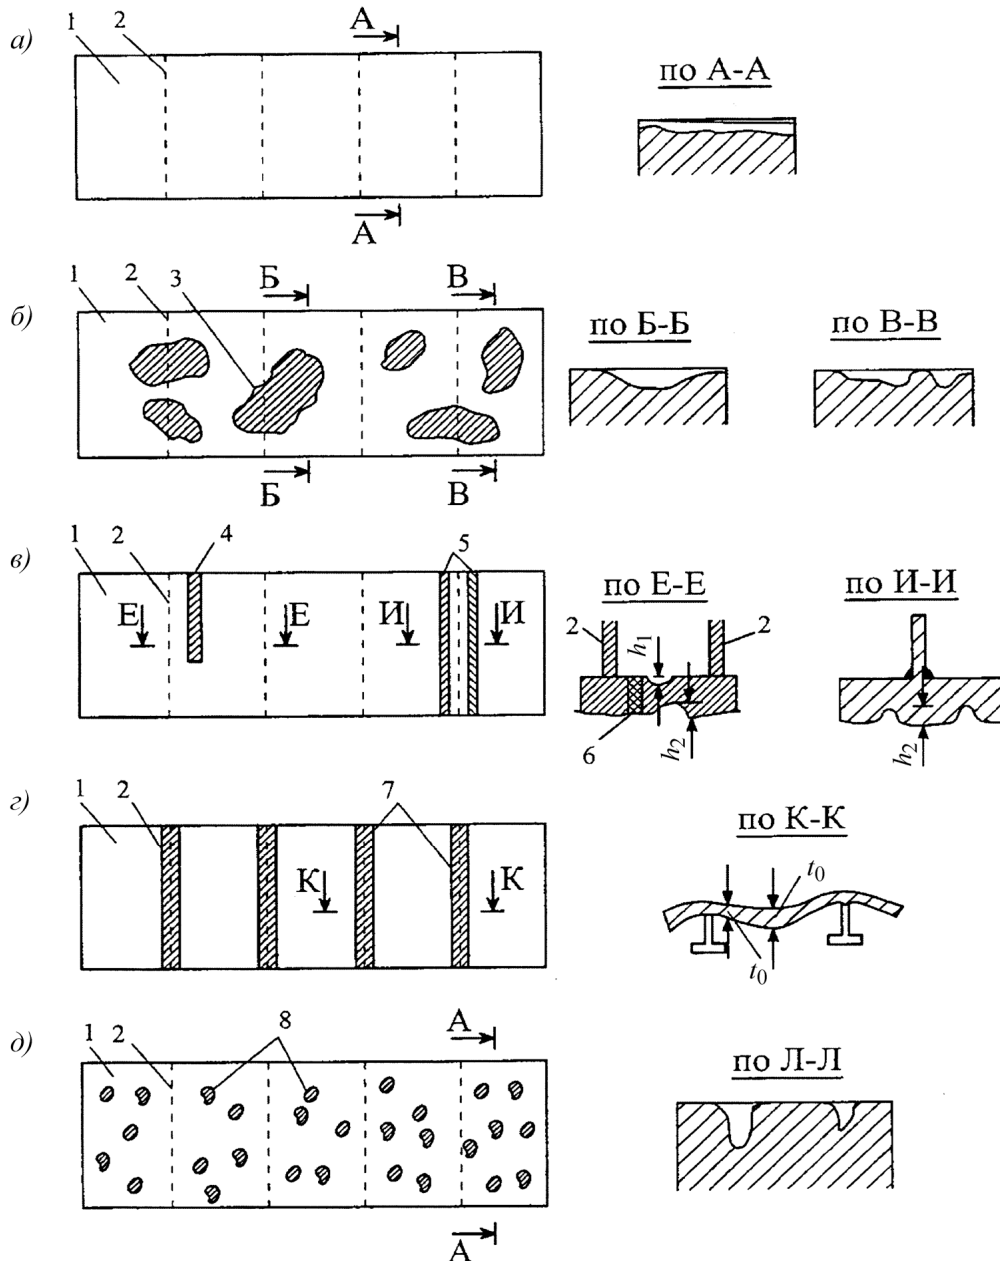 а)
1 2 А
по А-А
А
б)
1 2 3 Б В
по Б-Б по В-В
Б В
в)
1 2 4 5
Е Е И И
по Е-Е по И-И
2 h1 2
6 h2 h2
г)
1 2 7
К К
по К-К
t0
t0
д)
1 2 8 А
по Л-Л
А